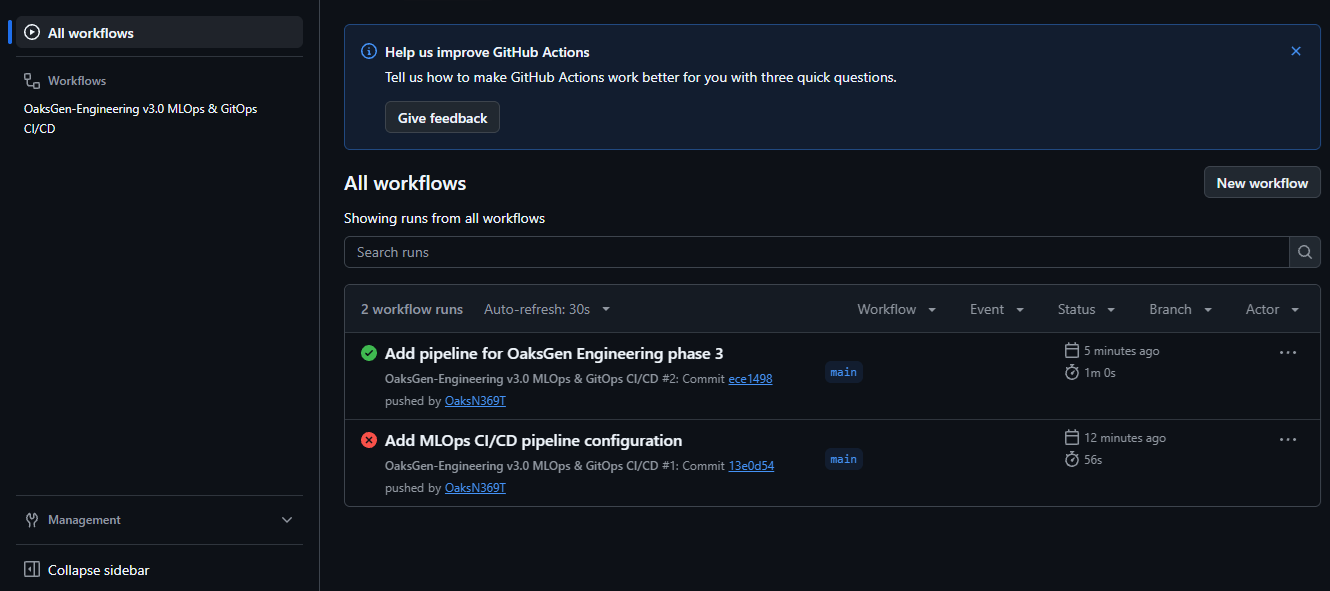 All workflows
Workflows
OaksGen-Engineering v3.0 MLOps & GitOps
CI/CD
Management
Collapse sidebar
Help us improve GitHub Actions
Tell us how to make GitHub Actions work better for you with three quick questions.
Give feedback
All workflows
New workflow
Showing runs from all workflows
Search runs
2 workflow runs Auto-refresh: 30s Workflow Event Status Branch Actor
Add pipeline for OaksGen Engineering phase 3
OaksGen-Engineering v3.0 MLOps & GitOps CI/CD #2: Commit ece1498
pushed by OaksN369T
main
5 minutes ago
1m 0s
Add MLOps CI/CD pipeline configuration
OaksGen-Engineering v3.0 MLOps & GitOps CI/CD #1: Commit 13e0d54
pushed by OaksN369T
main
12 minutes ago
56s